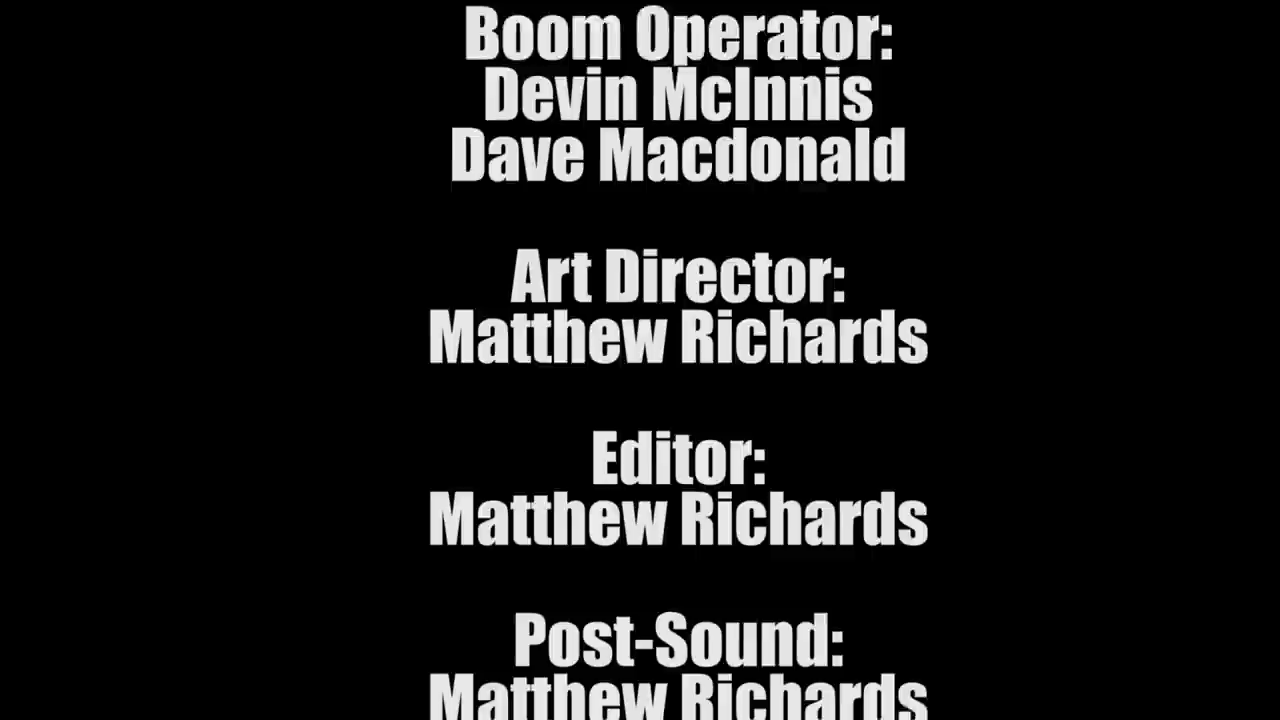 Boom Operator:
Devin McInnis
Dave Macdonald
Art Director:
Matthew Richards
Editor:
Matthew Richards
Post-Sound:
Matthew Richards